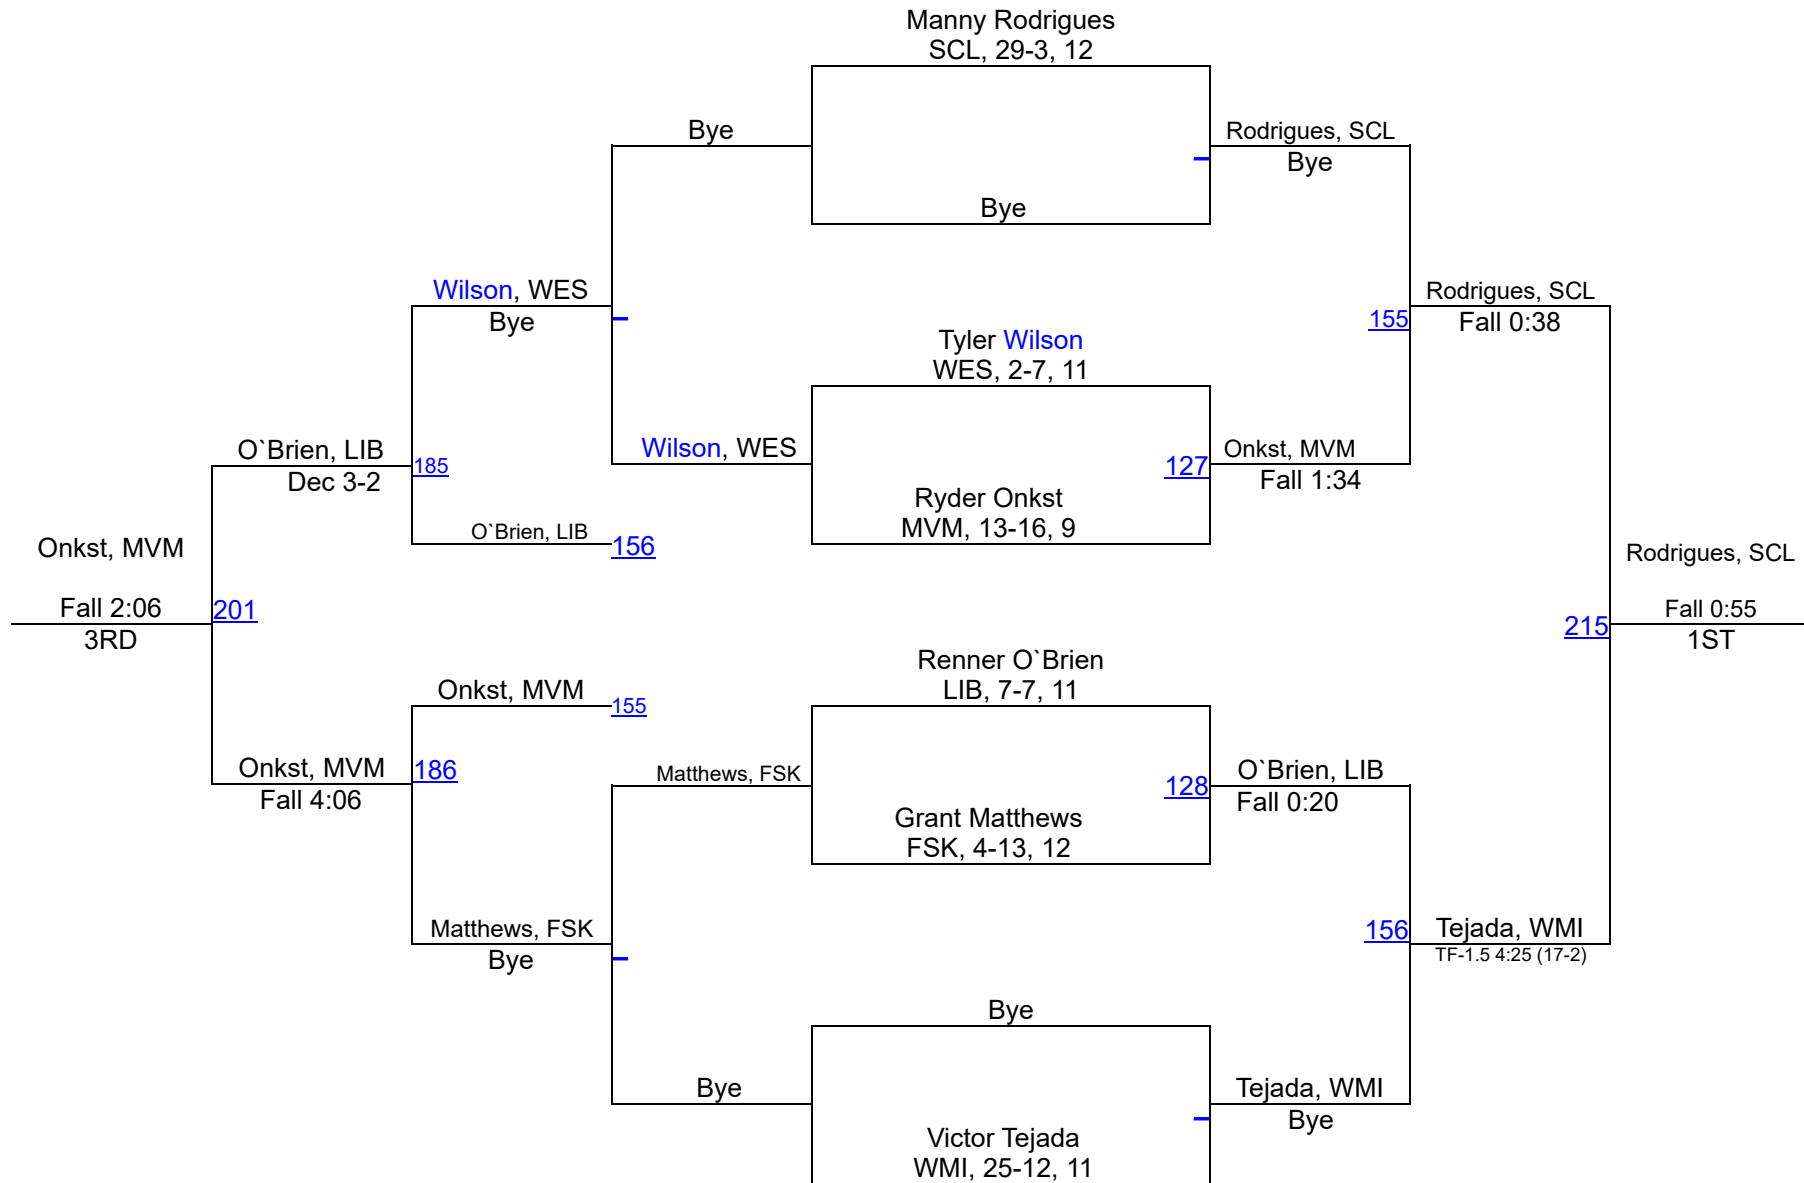 Manny Rodrigues
SCL, 29-3, 12
Bye
Rodrigues, SCL
Bye
Bye
Wilson, WES
Bye
Rodrigues, SCL
Fall 0:38
155
Tyler Wilson
WES, 2-7, 11
O`Brien, LIB
Dec 3-2
185
Wilson, WES
127
Onkst, MVM
Fall 1:34
Ryder Onkst
MVM, 13-16, 9
O`Brien, LIB
156
Onkst, MVM
Fall 2:06
3RD
201
Rodrigues, SCL
Fall 0:55
1ST
215
Renner O`Brien
LIB, 7-7, 11
Onkst, MVM
155
Onkst, MVM
Fall 4:06
186
Matthews, FSK
128
O`Brien, LIB
Fall 0:20
Grant Matthews
FSK, 4-13, 12
Matthews, FSK
Bye
156
Tejada, WMI
TF-1.5 4:25 (17-2)
Bye
Bye
Tejada, WMI
Bye
Victor Tejada
WMI, 25-12, 11